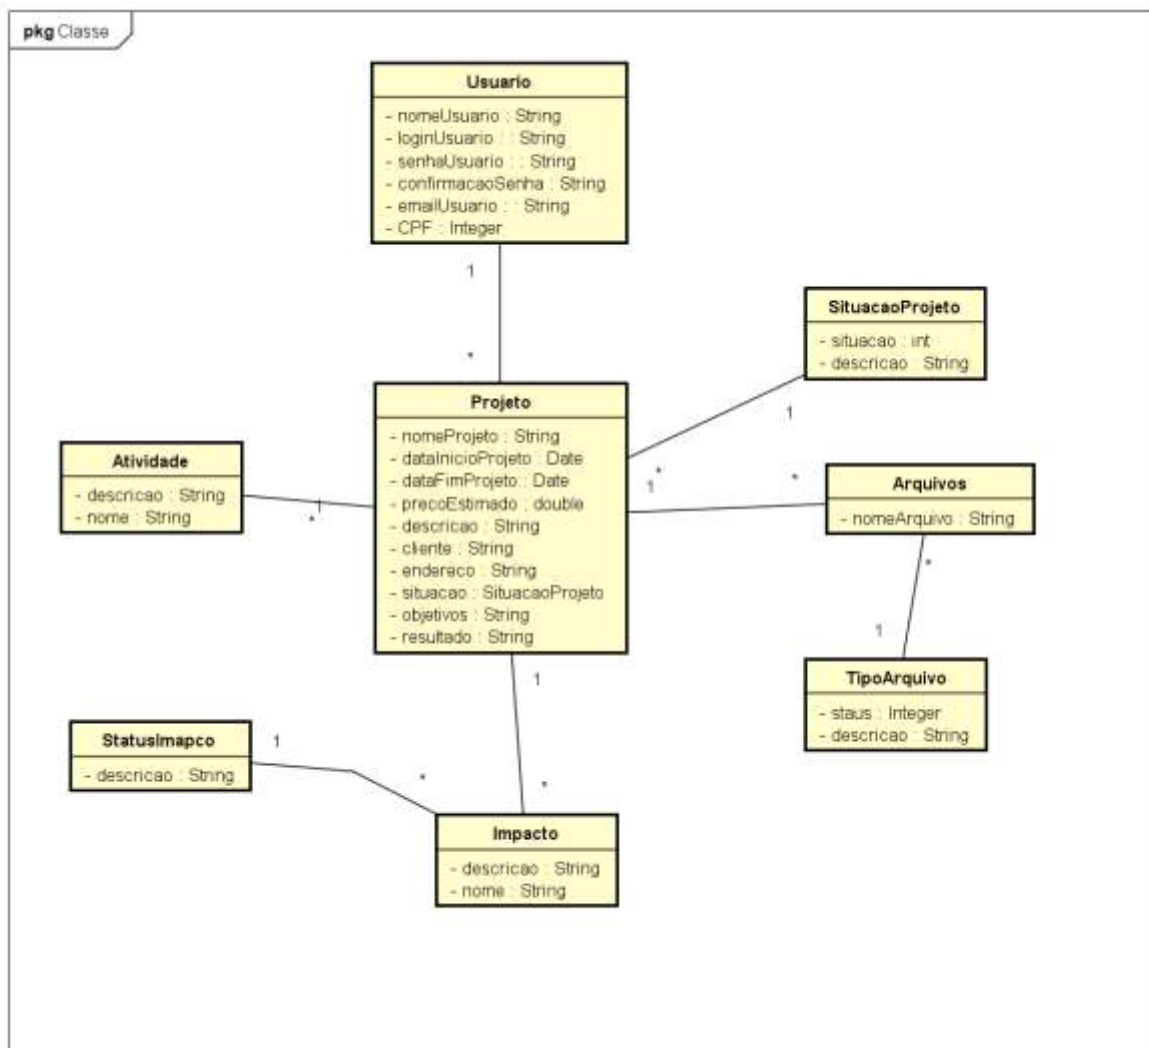 pkg Classe
Usuario
- nomeUsuario : String
- loginUsuario : : String
- senhaUsuario : : String
- confirmacaoSenha : String
- emailUsuario : : String
- CPF : Integer
1
*
SituacaoProjeto
- situacao : int
- descricao : String
1
*
Projeto
- nomeProjeto : String
- dataInicioProjeto : Date
- dataFimProjeto : Date
- precoEstimado : double
- descricao : String
- cliente : String
- endereco : String
- situacao : SituacaoProjeto
- objetivos : String
- resultado : String
Atividade
- descricao : String
- nome : String
1
*
1
*
Arquivos
- nomeArquivo : String
*
1
TipoArquivo
- staus : Integer
- descricao : String
1
*
StatusImapco
- descricao : String
1
*
Impacto
- descricao : String
- nome : String